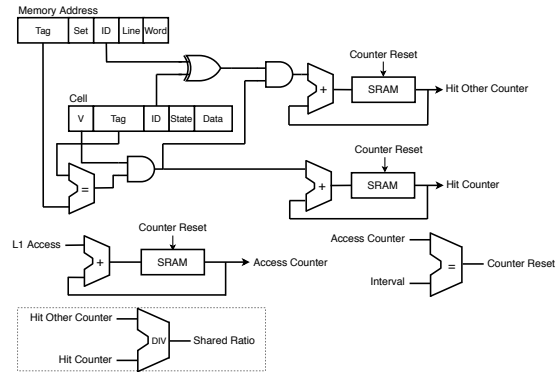 Memory Address
Tag Set ID Line Word
Counter Reset
+ SRAM Hit Other Counter
Cell
V Tag ID State Data
Counter Reset
=
+ SRAM Hit Counter
Counter Reset
L1 Access + SRAM Access Counter
Access Counter
= Counter Reset
Interval
Hit Other Counter
DIV Shared Ratio
Hit Counter